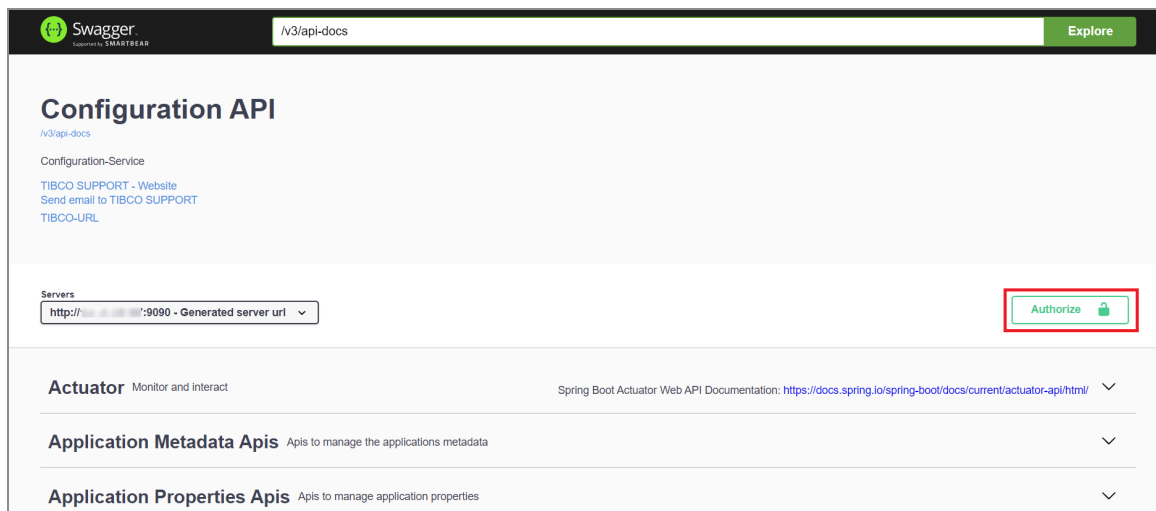 {··} Swagger.
Supported by SMARTBEAR
/v3/api-docs
Explore
Configuration API
/v3/api-docs
Configuration-Service
TIBCO SUPPORT - Website
Send email to TIBCO SUPPORT
TIBCO-URL
Servers
http:// :9090 - Generated server url
Authorize
Actuator Monitor and interact
Spring Boot Actuator Web API Documentation: https://docs.spring.io/spring-boot/docs/current/actuator-api/html/
Application Metadata Apis Apis to manage the applications metadata
Application Properties Apis Apis to manage application properties